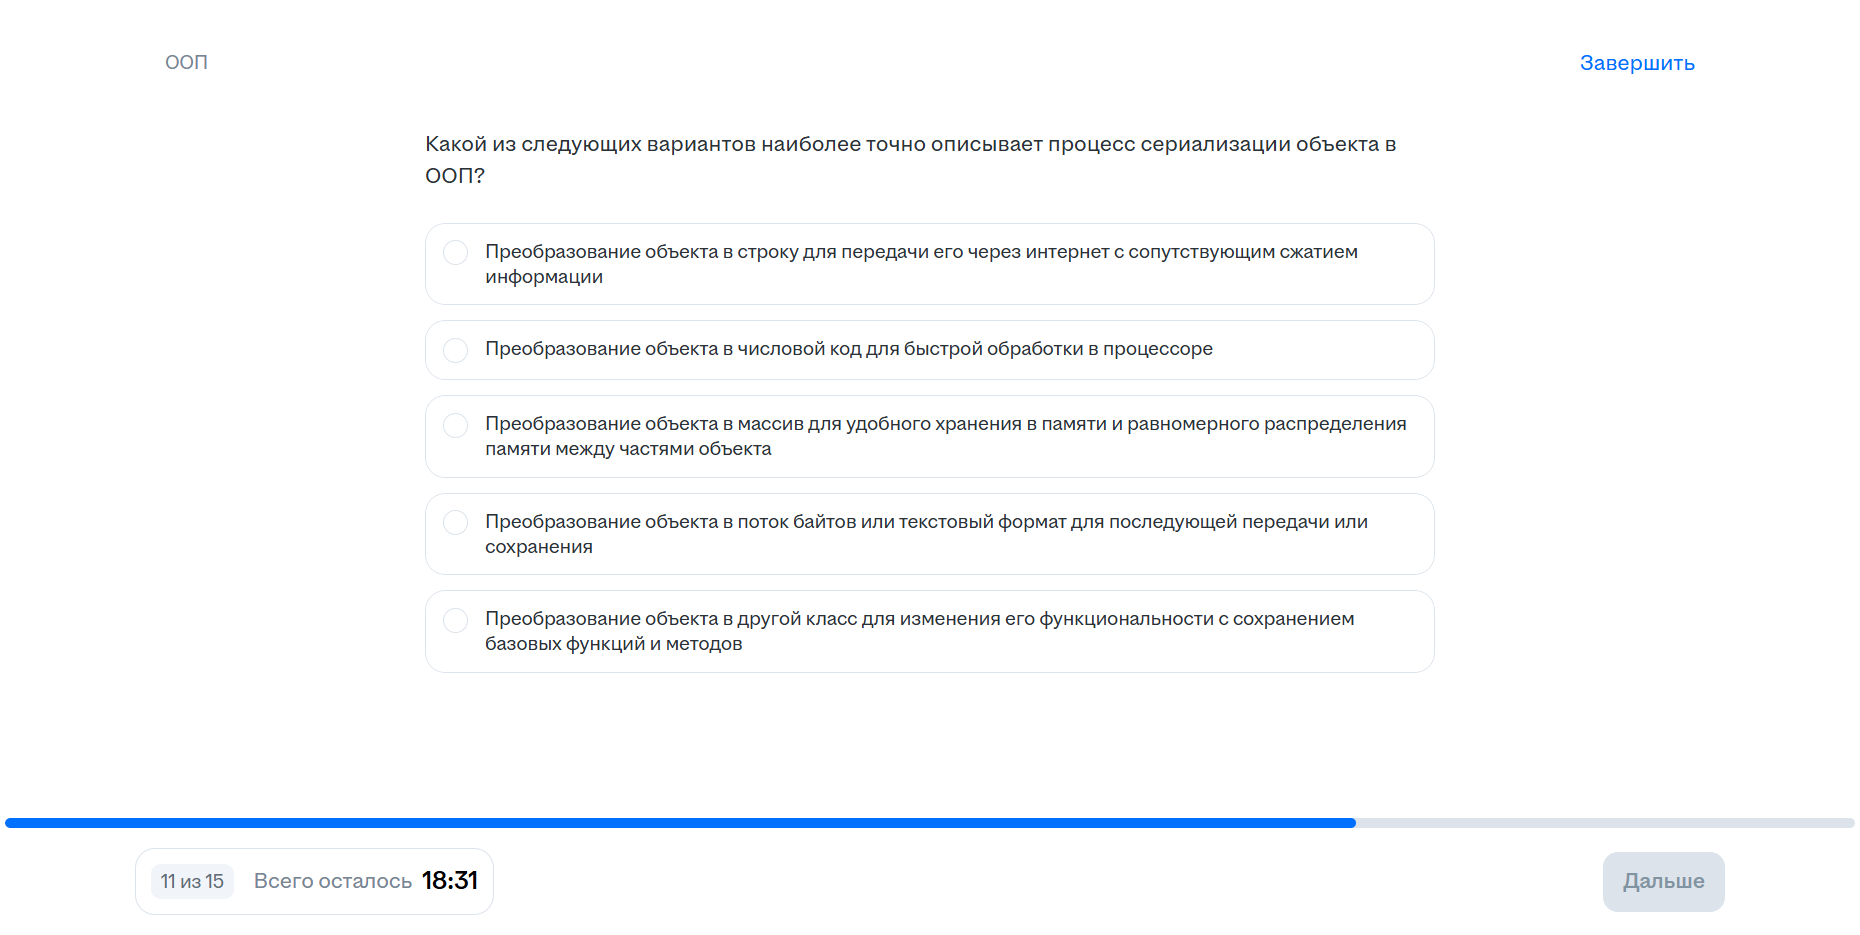 ООП
Завершить
Какой из следующих вариантов наиболее точно описывает процесс сериализации объекта в
ООП?
Преобразование объекта в строку для передачи его через интернет с сопутствующим сжатием
информации
Преобразование объекта в числовой код для быстрой обработки в процессоре
Преобразование объекта в массив для удобного хранения в памяти и равномерного распределения
памяти между частями объекта
Преобразование объекта в поток байтов или текстовый формат для последующей передачи или
сохранения
Преобразование объекта в другой класс для изменения его функциональности с сохранением
базовых функций и методов
11 из 15
Всего осталось 18:31
Дальше